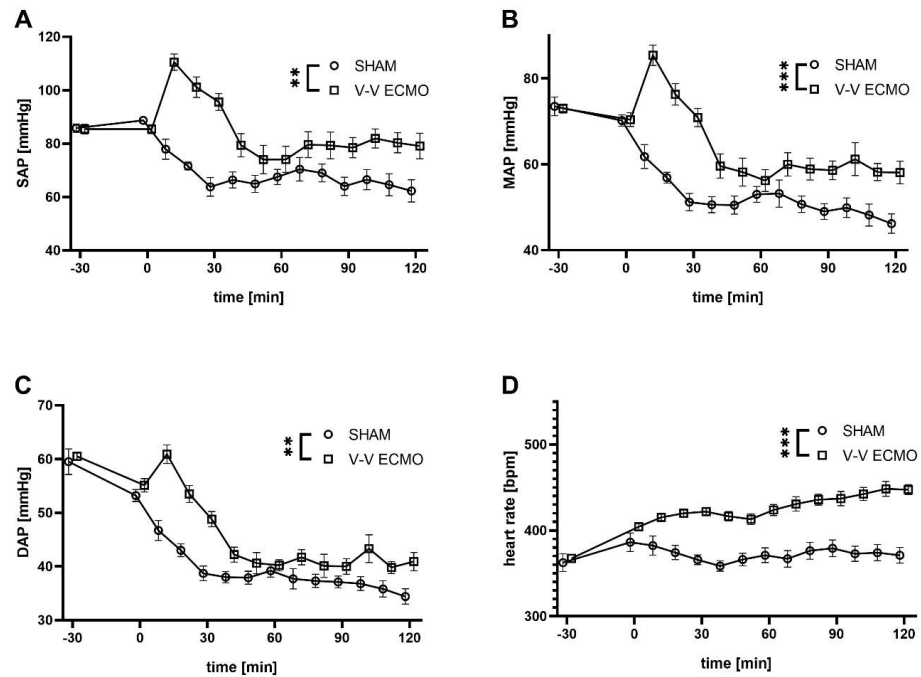 A
SAP [mmHg]
120
100
80
60
40
-30 0 30 60 90 120
time [min]
** SHAM
V-V ECMO
B
MAP [mmHg]
80
60
40
-30 0 30 60 90 120
time [min]
*** SHAM
V-V ECMO
C
DAP [mmHg]
70
60
50
40
30
-30 0 30 60 90 120
time [min]
** SHAM
V-V ECMO
D
heart rate [bpm]
500
400
300
-30 0 30 60 90 120
time [min]
*** SHAM
V-V ECMO